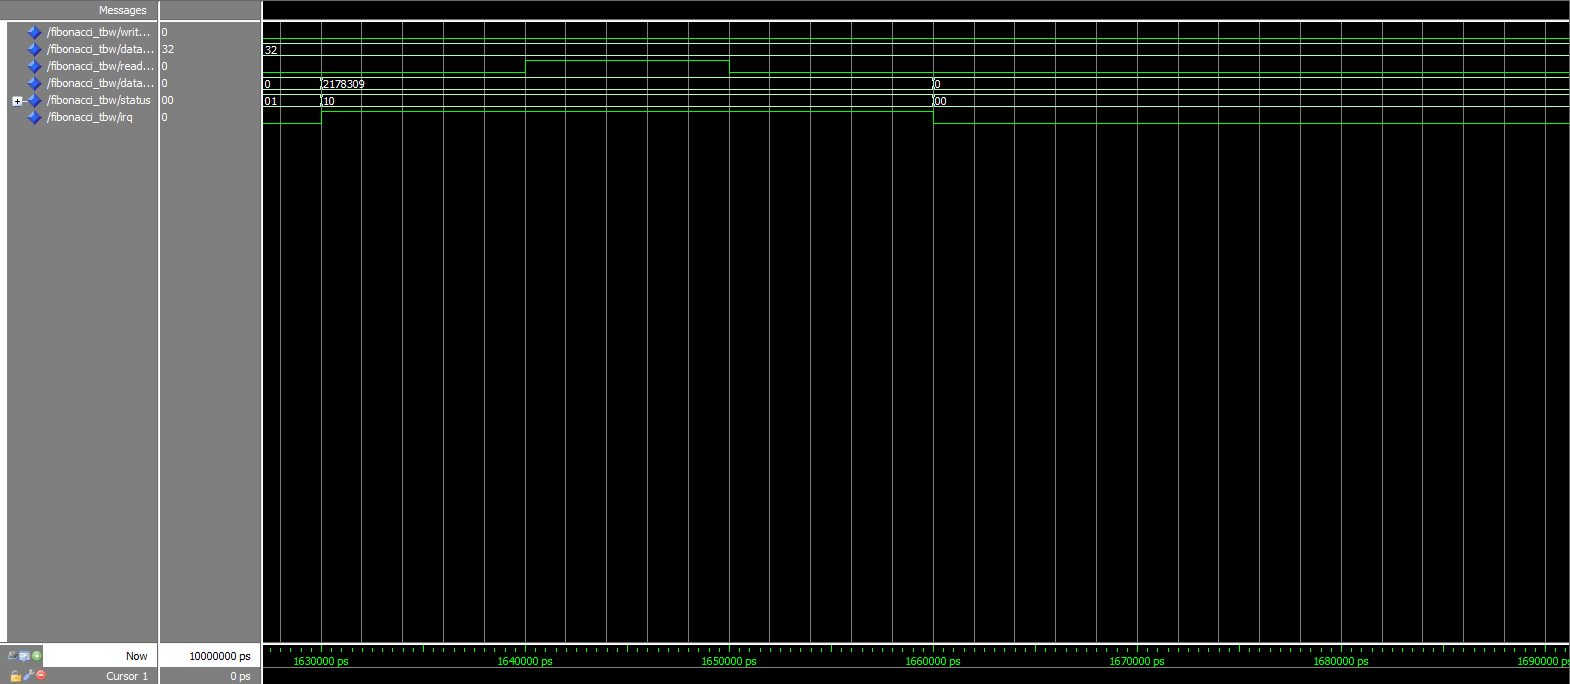 Messages
/fibonacci_tbw/writ... 0
/fibonacci_tbw/data... 32 32
/fibonacci_tbw/read... 0
/fibonacci_tbw/data... 0 0 2178309 0
/fibonacci_tbw/status 00 01 10 00
/fibonacci_tbw/irq 0
Now 10000000 ps 1630000 ps 1640000 ps 1650000 ps 1660000 ps 1670000 ps 1680000 ps 1690000 ps
Cursor 1 0 ps